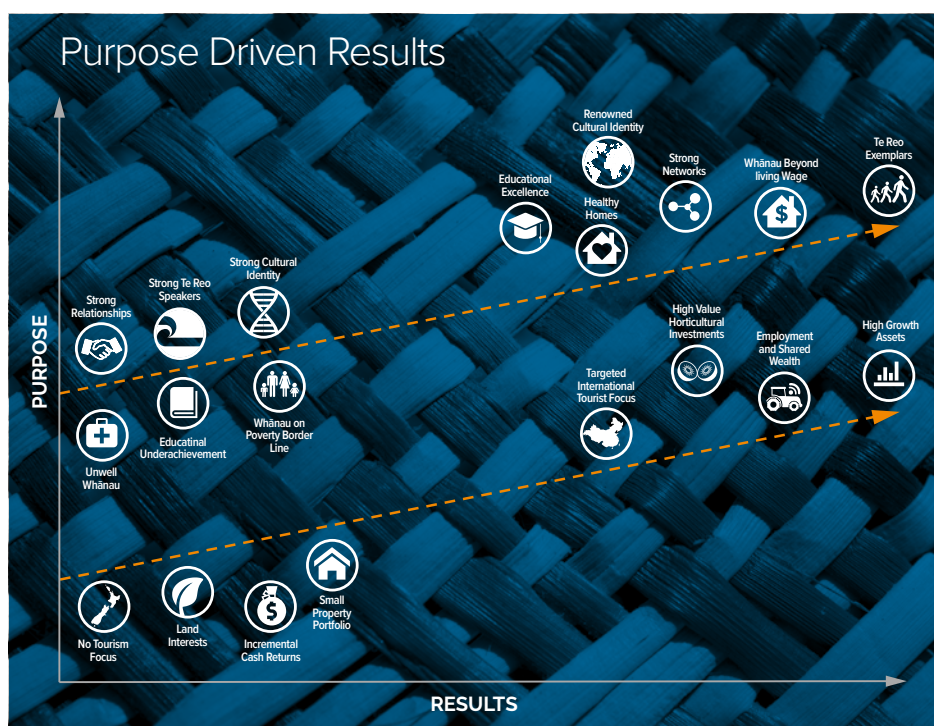 Purpose Driven Results
PURPOSE
Renowned
Cultural Identity
Te Reo
Exemplars
Strong
Networks
Whānau Beyond
living Wage
Educational
Excellence
Healthy
Homes
Strong Cultural
Identity
Strong Te Reo
Speakers
Strong
Relationships
High Value
Horticultural
Investments
High Growth
Assets
Employment
and Shared
Wealth
Targeted
International
Tourist Focus
Whānau on
Poverty Border
Line
Educatinal
Underachievement
Unwell
Whānau
Small
Property
Portfolio
Land
Interests
No Tourism
Focus
Incremental
Cash Returns
$
$
RESULTS